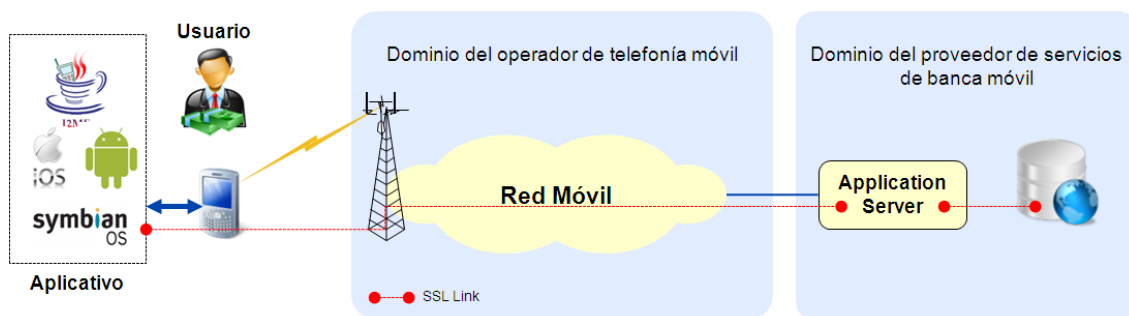 Usuario
Dominio del operador de telefonía móvil
Dominio del proveedor de servicios
de banca móvil
J2ME
iOS
symbian
OS
Aplicativo
Red Móvil
Application
Server
SSL Link